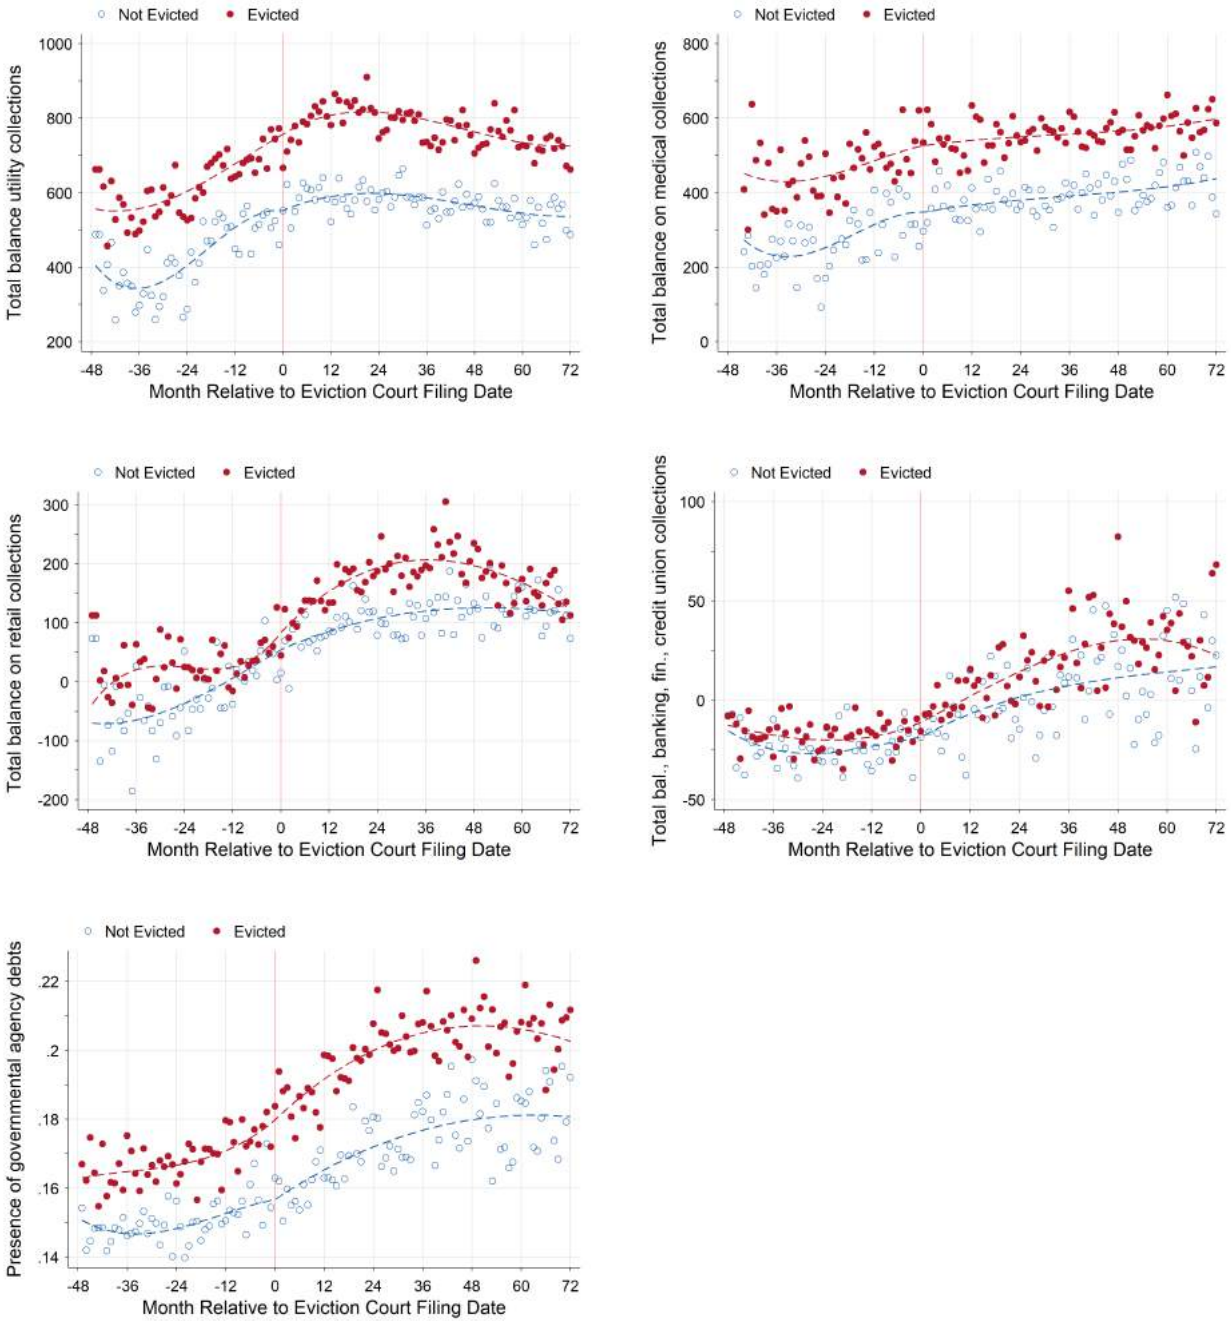 Not Evicted Evicted
Total balance utility collections
1000
800
600
400
200
-48 -36 -24 -12 0 12 24 36 48 60 72
Month Relative to Eviction Court Filing Date
Not Evicted Evicted
Total balance on medical collections
800
600
400
200
0
-48 -36 -24 -12 0 12 24 36 48 60 72
Month Relative to Eviction Court Filing Date
Not Evicted Evicted
Total balance on retail collections
300
200
100
0
-100
-200
-48 -36 -24 -12 0 12 24 36 48 60 72
Month Relative to Eviction Court Filing Date
Not Evicted Evicted
Total bal., banking, fin., credit union collections
100
50
0
-50
-48 -36 -24 -12 0 12 24 36 48 60 72
Month Relative to Eviction Court Filing Date
Not Evicted Evicted
Presence of governmental agency debts
.22
.2
.18
.16
.14
-48 -36 -24 -12 0 12 24 36 48 60 72
Month Relative to Eviction Court Filing Date